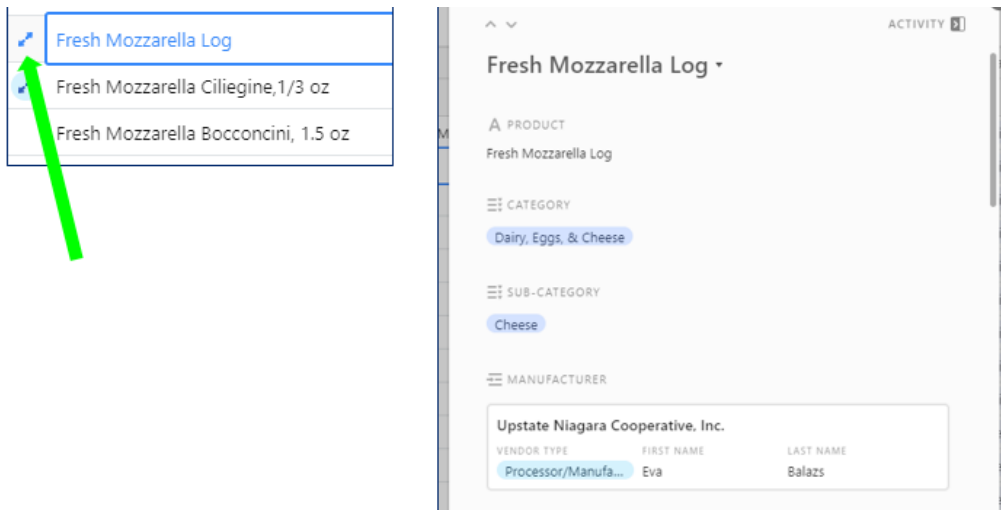 Fresh Mozzarella Log
Fresh Mozzarella Ciliegine,1/3 oz
Fresh Mozzarella Bocconcini, 1.5 oz
ACTIVITY
Fresh Mozzarella Log
A PRODUCT
Fresh Mozzarella Log
CATEGORY
Dairy, Eggs, & Cheese
SUB-CATEGORY
Cheese
MANUFACTURER
Upstate Niagara Cooperative, Inc.
VENDOR TYPE FIRST NAME LAST NAME
Processor/Manufa... Eva Balazs